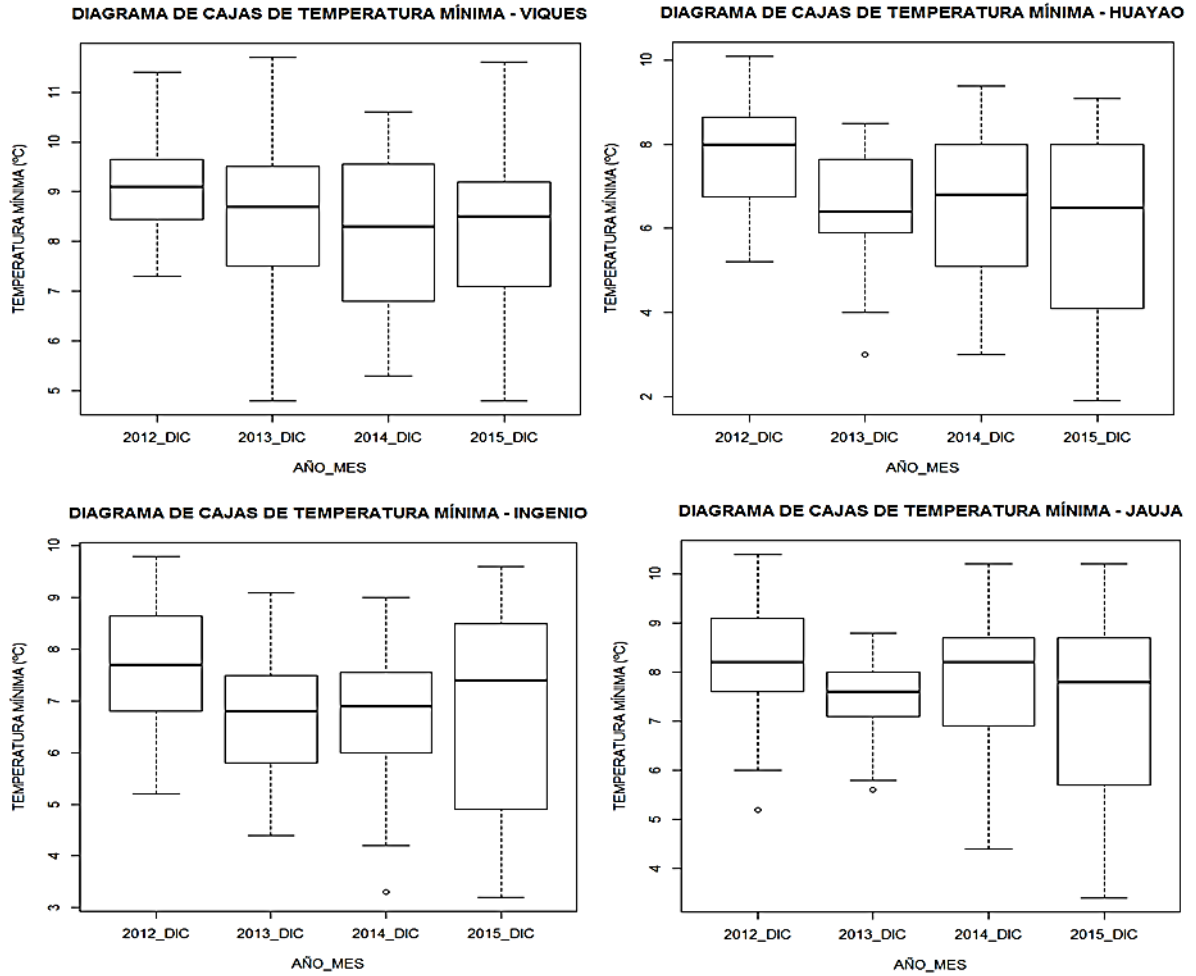 DIAGRAMA DE CAJAS DE TEMPERATURA MÍNIMA - VIQUES
TEMPERATURA MÍNIMA (ºC)
11
10
9
8
7
6
5
2012_DIC 2013_DIC 2014_DIC 2015_DIC
AÑO_MES
DIAGRAMA DE CAJAS DE TEMPERATURA MÍNIMA - HUAYAO
TEMPERATURA MÍNIMA (ºC)
10
8
6
4
2
2012_DIC 2013_DIC 2014_DIC 2015_DIC
AÑO_MES
DIAGRAMA DE CAJAS DE TEMPERATURA MÍNIMA - INGENIO
TEMPERATURA MÍNIMA (ºC)
10
9
8
7
6
5
4
3
2012_DIC 2013_DIC 2014_DIC 2015_DIC
AÑO_MES
DIAGRAMA DE CAJAS DE TEMPERATURA MÍNIMA - JAUJA
TEMPERATURA MÍNIMA (ºC)
10
9
8
7
6
5
4
2012_DIC 2013_DIC 2014_DIC 2015_DIC
AÑO_MES